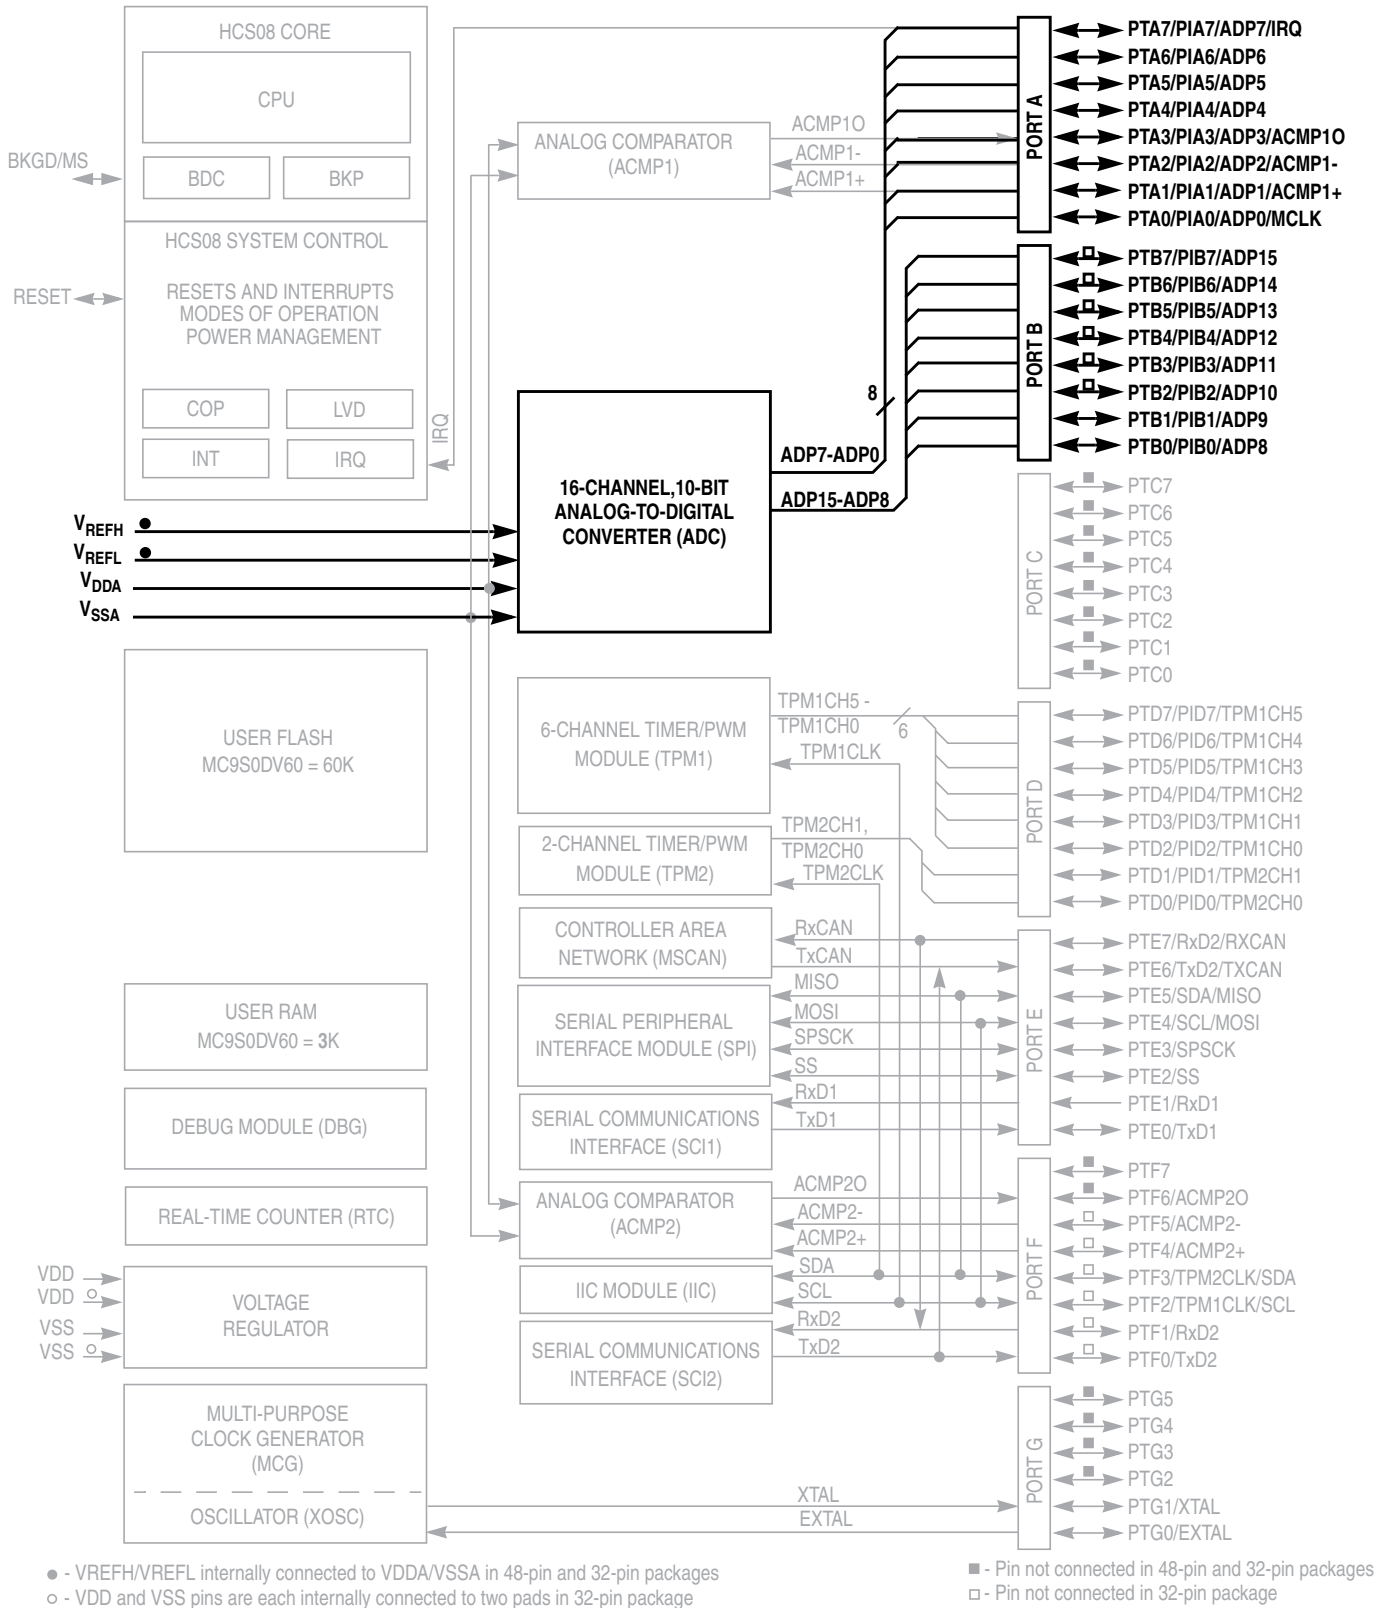 HCS08 CORE
CPU
BDC
BKP
BKGD/MS
HCS08 SYSTEM CONTROL
RESETS AND INTERRUPTS
MODES OF OPERATION
POWER MANAGEMENT
RESET
COP
LVD
INT
IRQ
IRQ
VREFH
VREFL
VDDA
VSSA
USER FLASH
MC9S0DV60 = 60K
USER RAM
MC9S0DV60 = 3K
DEBUG MODULE (DBG)
REAL-TIME COUNTER (RTC)
VDD
VDD
VSS
VSS
VOLTAGE
REGULATOR
MULTI-PURPOSE
CLOCK GENERATOR
(MCG)
OSCILLATOR (XOSC)
XTAL
EXTAL
ANALOG COMPARATOR
(ACMP1)
ACMP1O
ACMP1-
ACMP1+
16-CHANNEL,10-BIT
ANALOG-TO-DIGITAL
CONVERTER (ADC)
8
ADP7-ADP0
ADP15-ADP8
6-CHANNEL TIMER/PWM
MODULE (TPM1)
TPM1CH5 -
TPM1CH0
6
TPM1CLK
2-CHANNEL TIMER/PWM
MODULE (TPM2)
TPM2CH1,
TPM2CH0
TPM2CLK
CONTROLLER AREA
NETWORK (MSCAN)
RxCAN
TxCAN
SERIAL PERIPHERAL
INTERFACE MODULE (SPI)
MISO
MOSI
SPSCK
SS
SERIAL COMMUNICATIONS
INTERFACE (SCI1)
RxD1
TxD1
ANALOG COMPARATOR
(ACMP2)
ACMP2O
ACMP2-
ACMP2+
IIC MODULE (IIC)
SDA
SCL
SERIAL COMMUNICATIONS
INTERFACE (SCI2)
RxD2
TxD2
PORT A
PTA7/PIA7/ADP7/IRQ
PTA6/PIA6/ADP6
PTA5/PIA5/ADP5
PTA4/PIA4/ADP4
PTA3/PIA3/ADP3/ACMP1O
PTA2/PIA2/ADP2/ACMP1-
PTA1/PIA1/ADP1/ACMP1+
PTA0/PIA0/ADP0/MCLK
PORT B
PTB7/PIB7/ADP15
PTB6/PIB6/ADP14
PTB5/PIB5/ADP13
PTB4/PIB4/ADP12
PTB3/PIB3/ADP11
PTB2/PIB2/ADP10
PTB1/PIB1/ADP9
PTB0/PIB0/ADP8
PORT C
PTC7
PTC6
PTC5
PTC4
PTC3
PTC2
PTC1
PTC0
PORT D
PTD7/PID7/TPM1CH5
PTD6/PID6/TPM1CH4
PTD5/PID5/TPM1CH3
PTD4/PID4/TPM1CH2
PTD3/PID3/TPM1CH1
PTD2/PID2/TPM1CH0
PTD1/PID1/TPM2CH1
PTD0/PID0/TPM2CH0
PORT E
PTE7/RxD2/RXCAN
PTE6/TxD2/TXCAN
PTE5/SDA/MISO
PTE4/SCL/MOSI
PTE3/SPSCK
PTE2/SS
PTE1/RxD1
PTE0/TxD1
PORT F
PTF7
PTF6/ACMP2O
PTF5/ACMP2-
PTF4/ACMP2+
PTF3/TPM2CLK/SDA
PTF2/TPM1CLK/SCL
PTF1/RxD2
PTF0/TxD2
PORT G
PTG5
PTG4
PTG3
PTG2
PTG1/XTAL
PTG0/EXTAL
● - VREFH/VREFL internally connected to VDDA/VSSA in 48-pin and 32-pin packages
○ - VDD and VSS pins are each internally connected to two pads in 32-pin package
■ - Pin not connected in 48-pin and 32-pin packages
□ - Pin not connected in 32-pin package